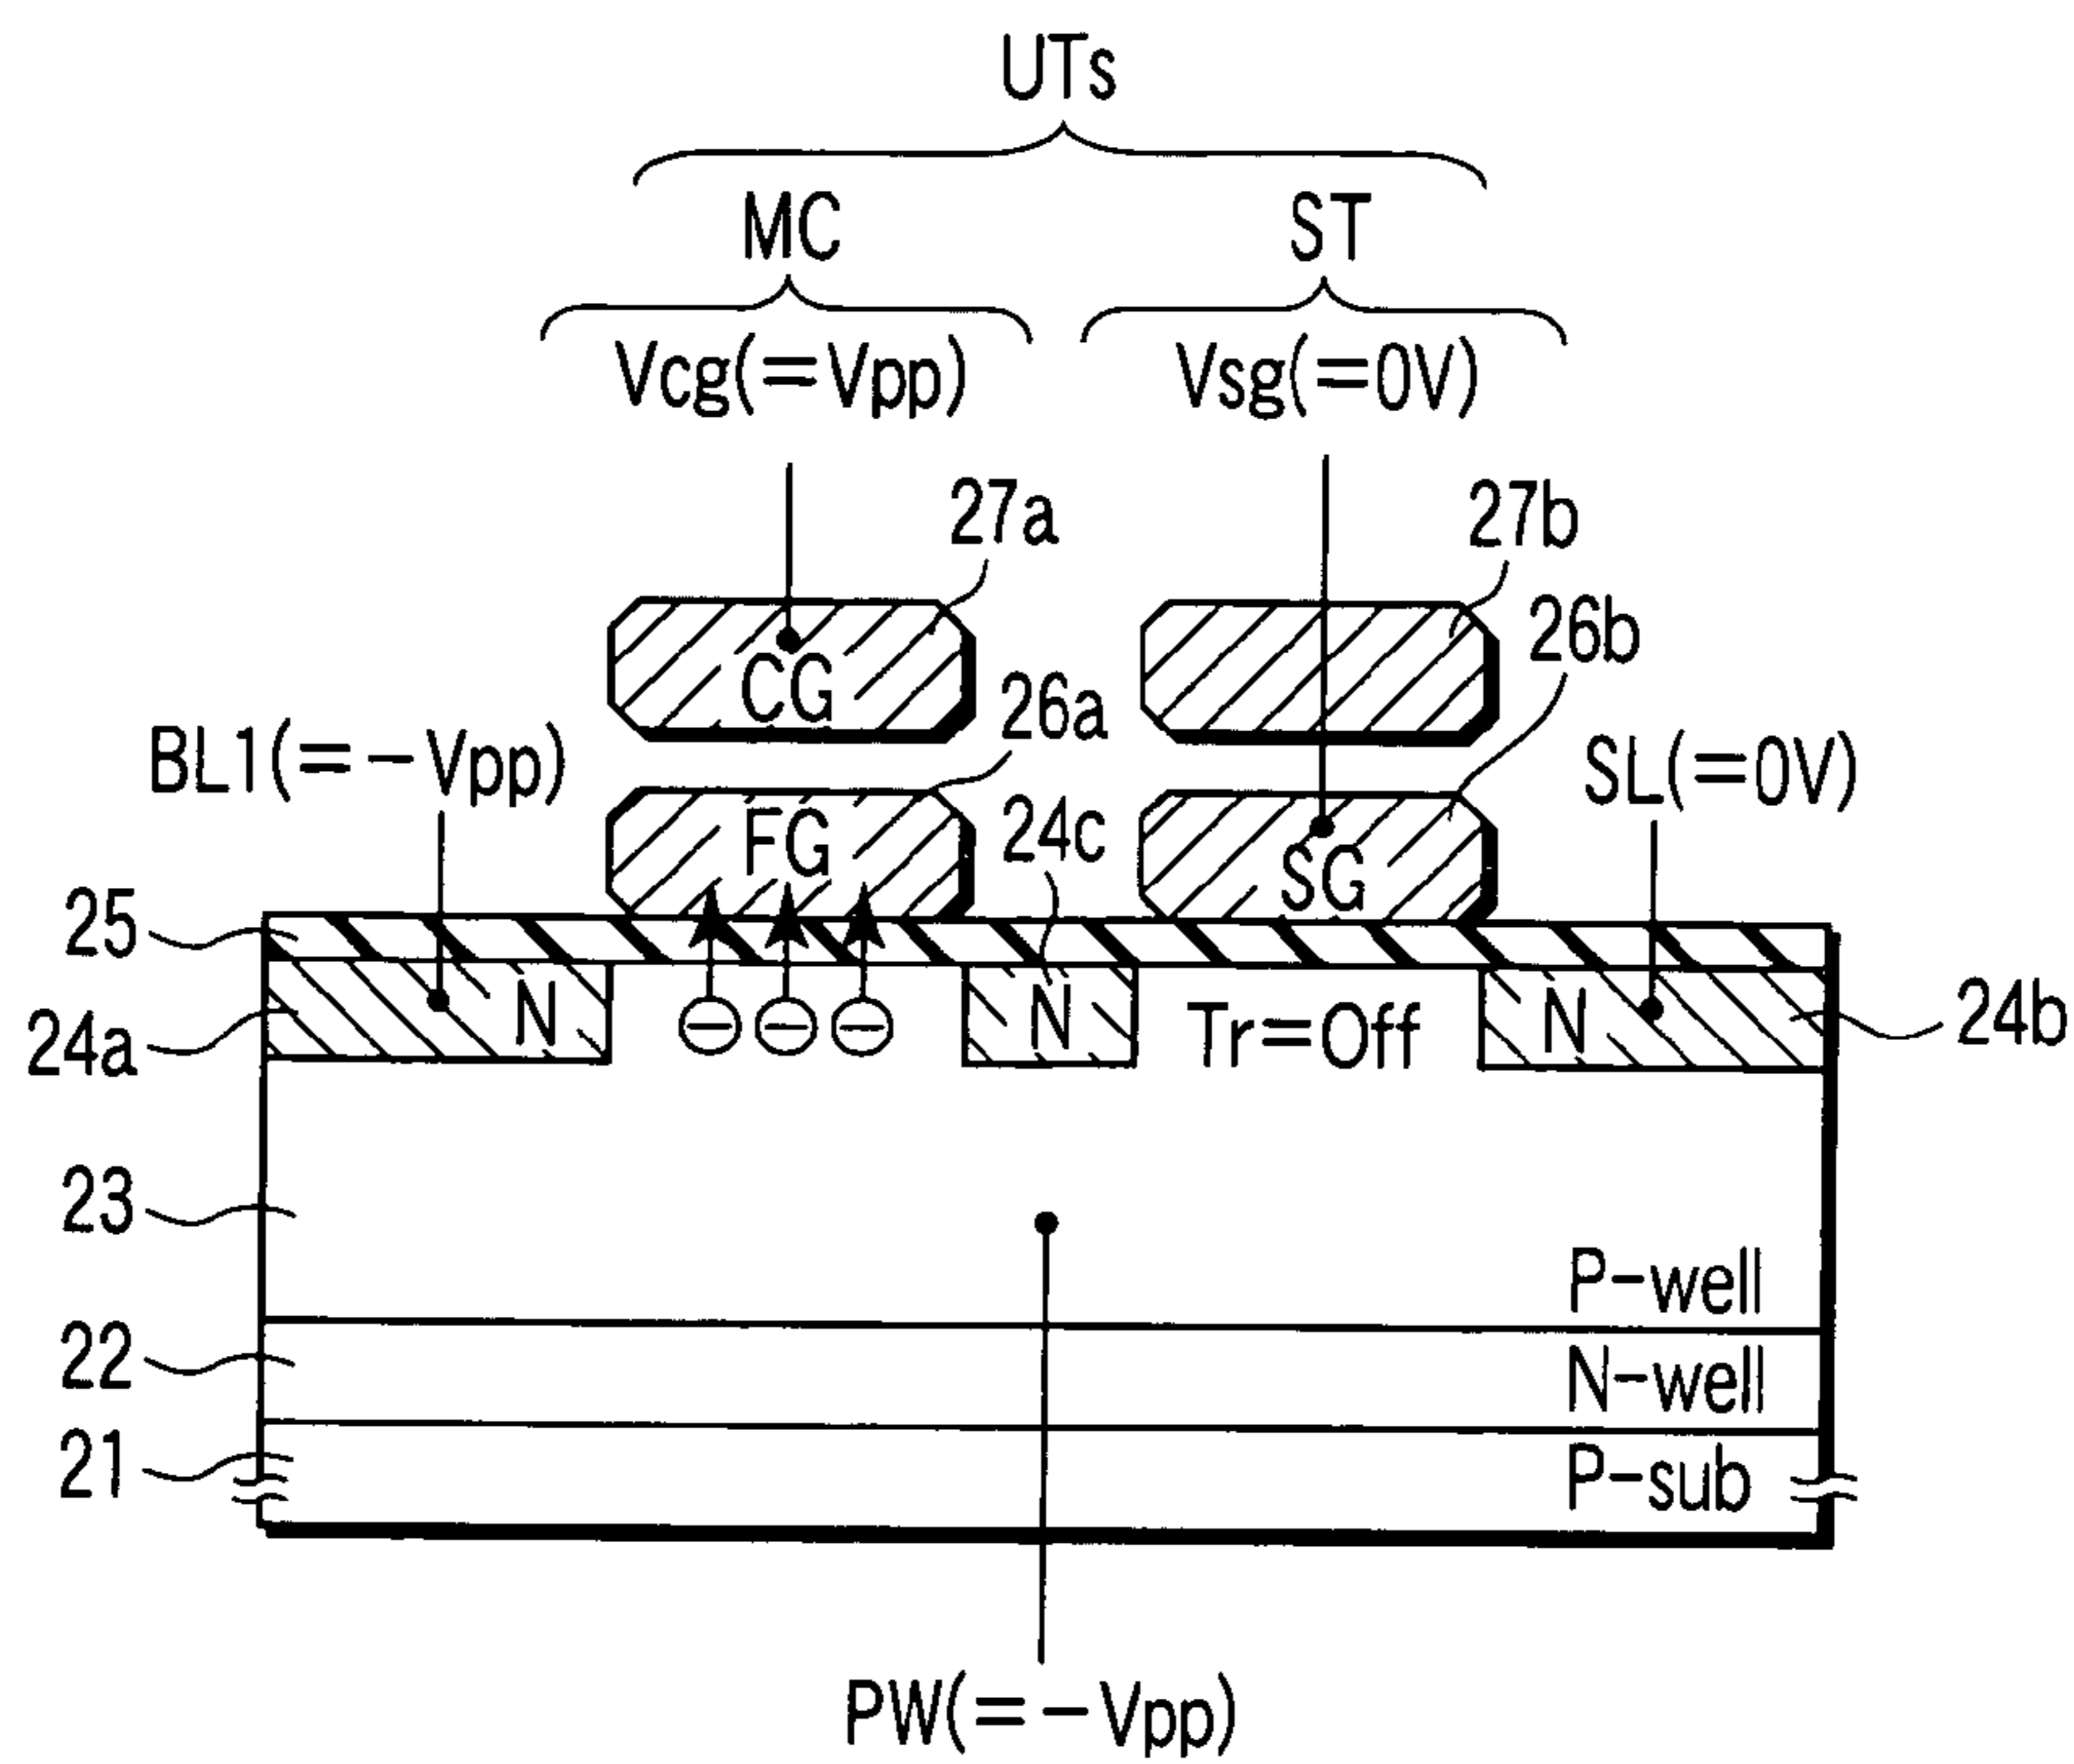 UTs
MC ST
Vcg(=Vpp) Vsg(=0V)
27a 27b
26b
CG 26a
BL1(=-Vpp) SL(=0V)
FG 24c
SG
25
24a N N Tr=Off N 24b
23
P-well
22 N-well
21 P-sub
PW(=-Vpp)